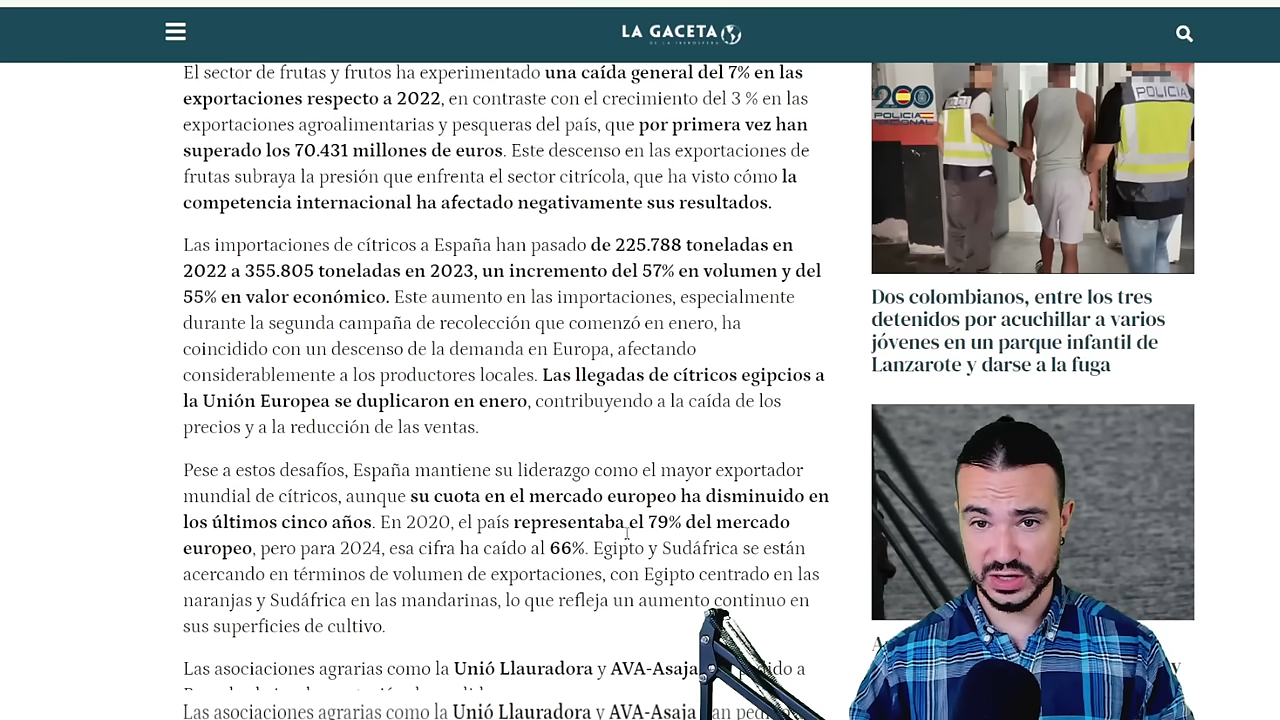 LA GACETA
DE LA IBEROSFERA
El sector de frutas y frutos ha experimentado una caída general del 7% en las
exportaciones respecto a 2022, en contraste con el crecimiento del 3 % en las
exportaciones agroalimentarias y pesqueras del país, que por primera vez han
superado los 70.431 millones de euros. Este descenso en las exportaciones de
frutas subraya la presión que enfrenta el sector citrícola, que ha visto cómo la
competencia internacional ha afectado negativamente sus resultados.
Las importaciones de cítricos a España han pasado de 225.788 toneladas en
2022 a 355.805 toneladas en 2023, un incremento del 57% en volumen y del
55% en valor económico. Este aumento en las importaciones, especialmente
durante la segunda campaña de recolección que comenzó en enero, ha
coincidido con un descenso de la demanda en Europa, afectando
considerablemente a los productores locales. Las llegadas de cítricos egipcios a
la Unión Europea se duplicaron en enero, contribuyendo a la caída de los
precios y a la reducción de las ventas.
Pese a estos desafíos, España mantiene su liderazgo como el mayor exportador
mundial de cítricos, aunque su cuota en el mercado europeo ha disminuido en
los últimos cinco años. En 2020, el país representaba el 79% del mercado
europeo, pero para 2024, esa cifra ha caído al 66%. Egipto y Sudáfrica se están
acercando en términos de volumen de exportaciones, con Egipto centrado en las
naranjas y Sudáfrica en las mandarinas, lo que refleja un aumento continuo en
sus superficies de cultivo.
Las asociaciones agrarias como la Unió Llauradora y AVA-Asaja a
Las asociaciones agrarias como la Unió Llauradora y AVA-Asaja
200
POLICIA
NACIONAL
POLICIA
POLICIA
Dos colombianos, entre los tres
detenidos por acuchillar a varios
jóvenes en un parque infantil de
Lanzarote y darse a la fuga